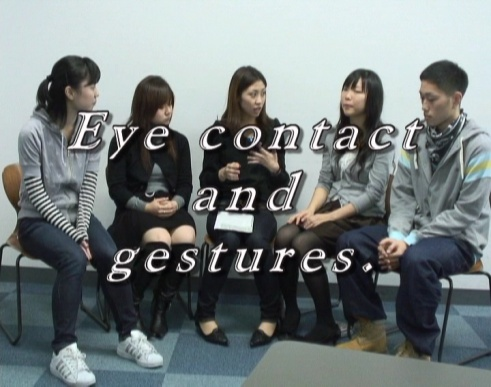 Eye contact
and
gestures.